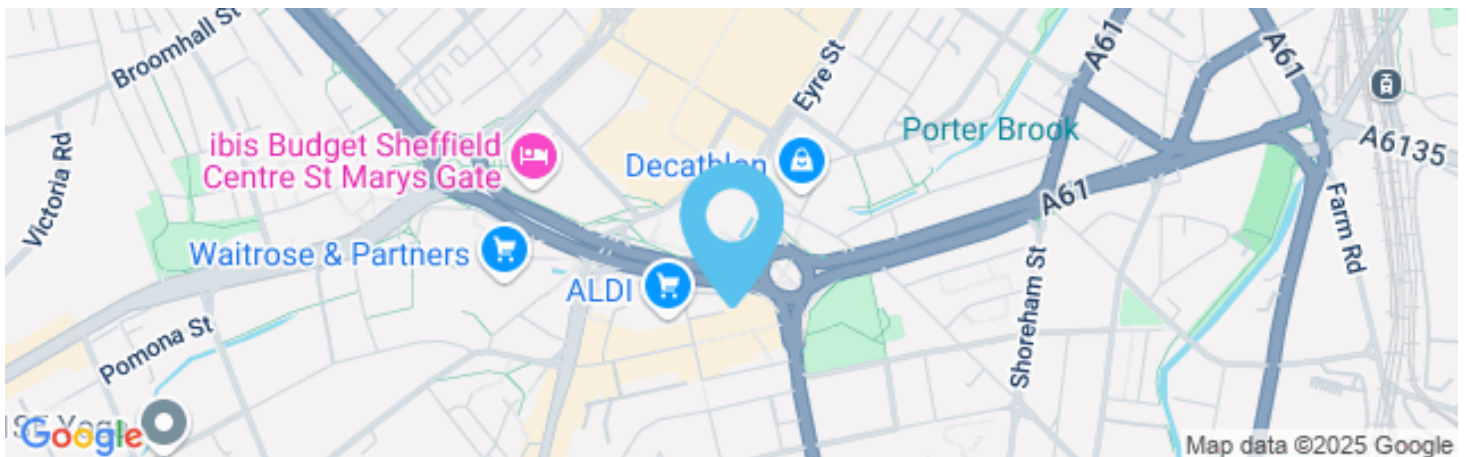 Broomhall St
Victoria Rd
ibis Budget Sheffield
Centre St Marys Gate
Waitrose & Partners
ALDI
Decathlon
Eyre St
Porter Brook
A61
A61
A61
A6135
Farm Rd
Shoreham St
Pomona St
Google
Map data ©2025 Google